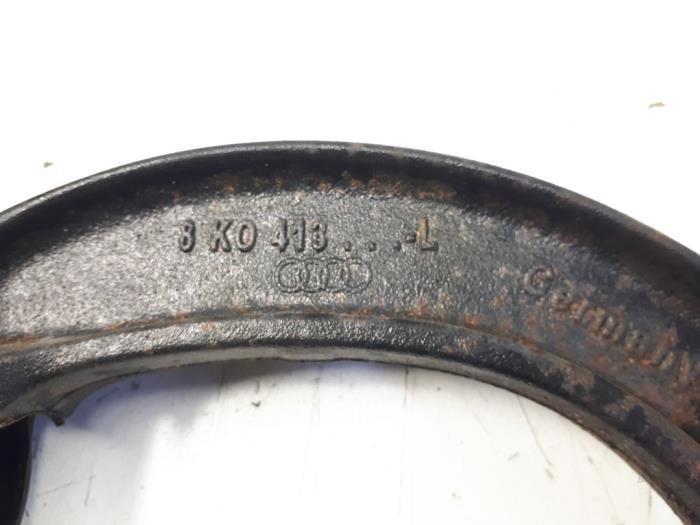 8 K0 413 . . .-L
Germany